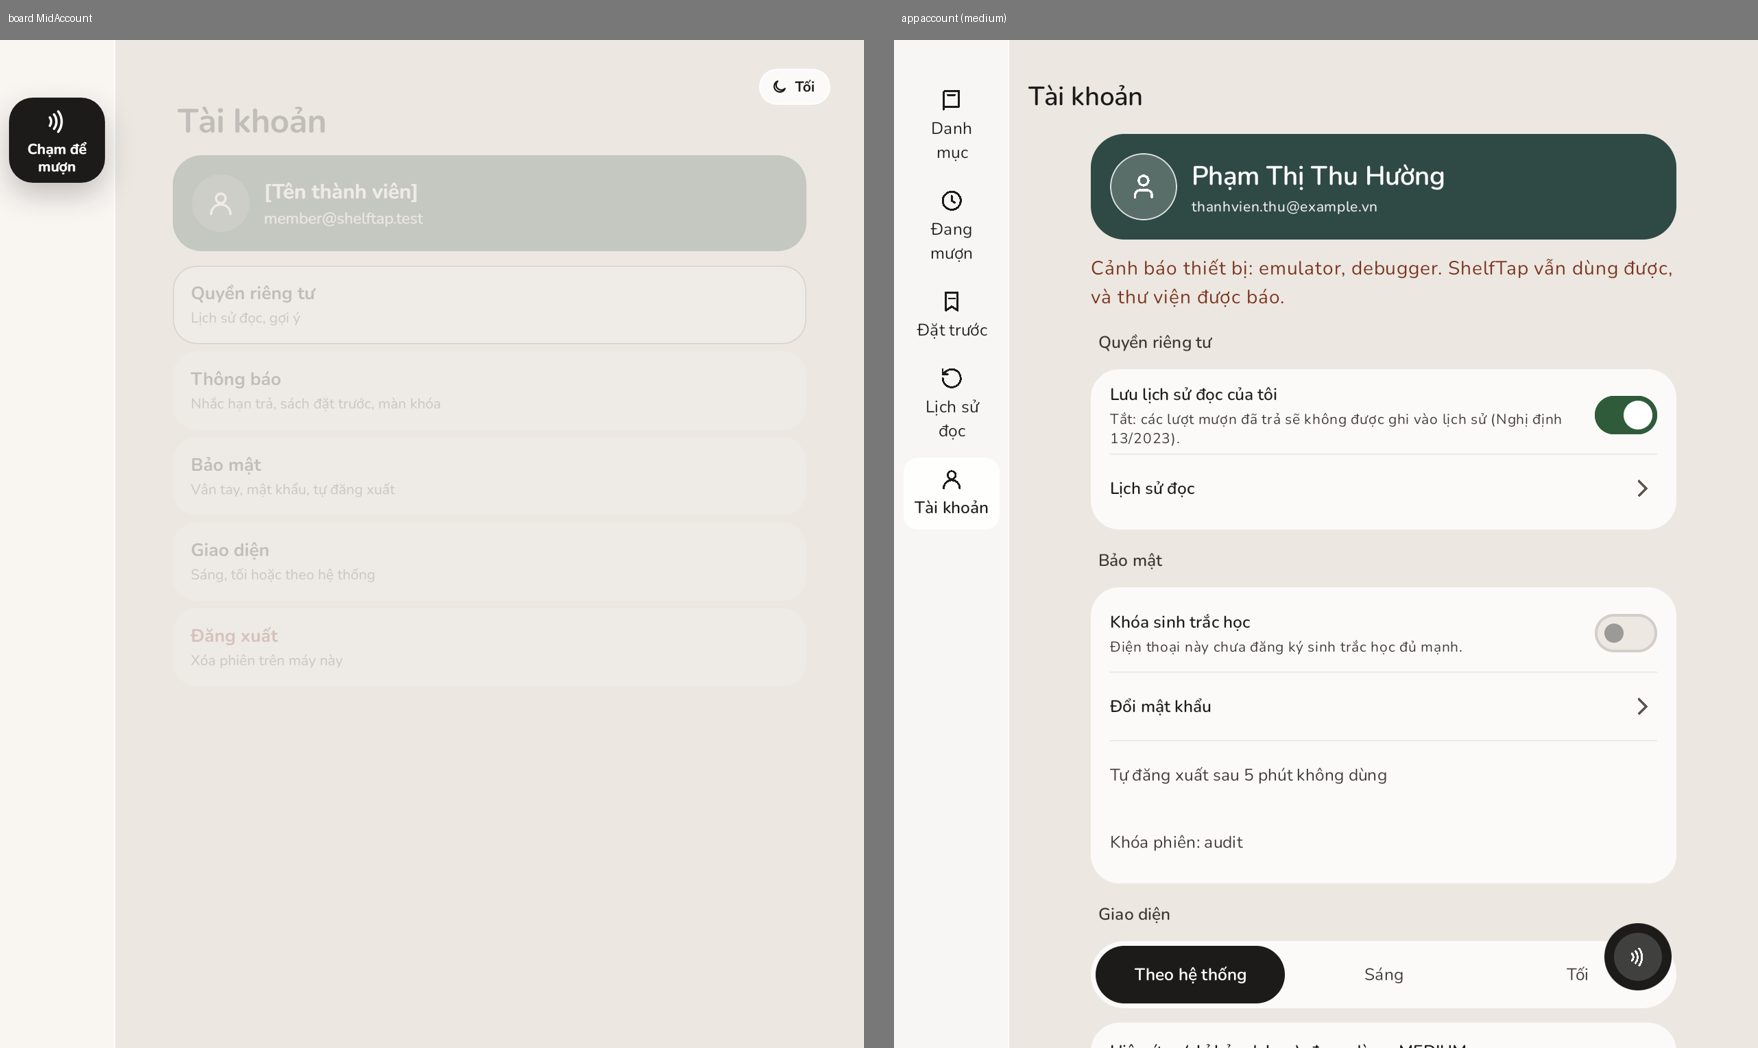 board MidAccount
Tối
Tài khoản
Chạm để
mượn
[Tên thành viên]
member@shelftap.test
Quyền riêng tư
Lịch sử đọc, gợi ý
Thông báo
Nhắc hạn trả, sách đặt trước, màn khóa
Bảo mật
Vân tay, mật khẩu, tự đăng xuất
Giao diện
Sáng, tối hoặc theo hệ thống
Đăng xuất
Xóa phiên trên máy này
app account (medium)
Danh
mục
Đang
mượn
Đặt trước
Lịch sử
đọc
Tài khoản
Tài khoản
Phạm Thị Thu Hường
thanhvien.thu@example.vn
Cảnh báo thiết bị: emulator, debugger. ShelfTap vẫn dùng được,
và thư viện được báo.
Quyền riêng tư
Lưu lịch sử đọc của tôi
Tắt: các lượt mượn đã trả sẽ không được ghi vào lịch sử (Nghị định
13/2023).
Lịch sử đọc
Bảo mật
Khóa sinh trắc học
Điện thoại này chưa đăng ký sinh trắc học đủ mạnh.
Đổi mật khẩu
Tự đăng xuất sau 5 phút không dùng
Khóa phiên: audit
Giao diện
Theo hệ thống
Sáng
Tối